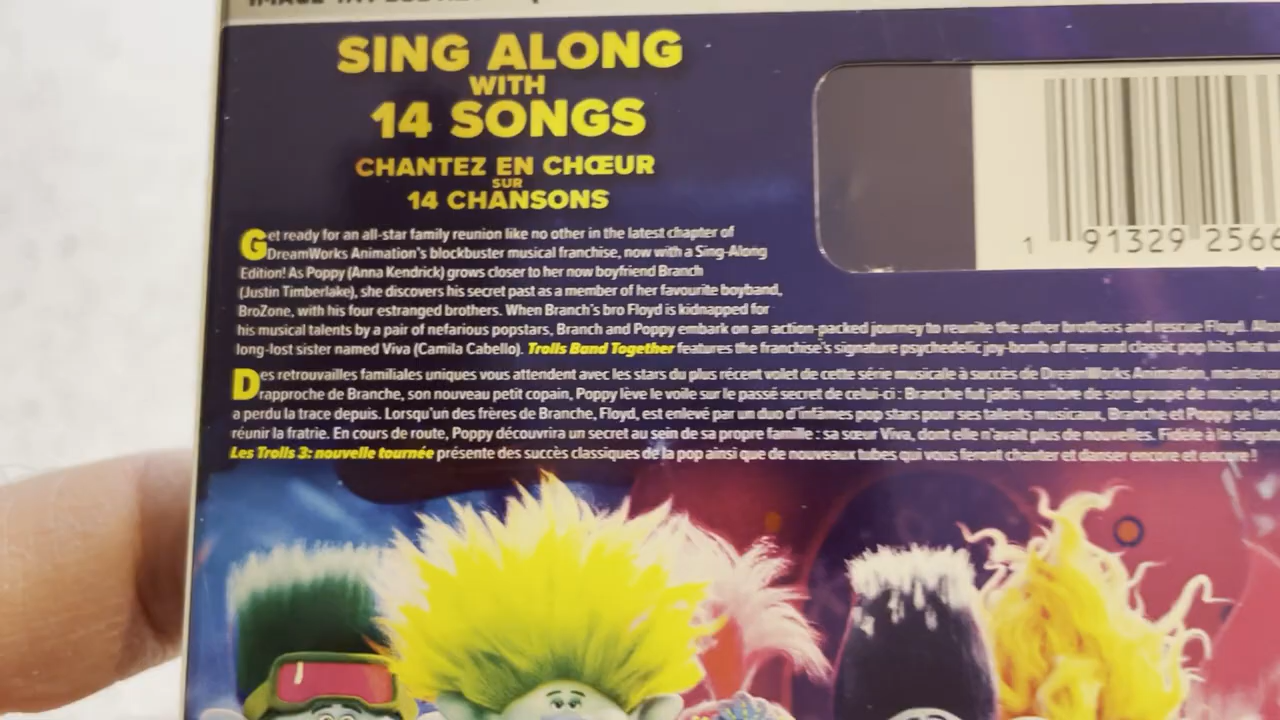 SING ALONG
WITH
14 SONGS
CHANTEZ EN CHŒUR
SUR
14 CHANSONS
1 91329 2566
Get ready for an all-star family reunion like no other in the latest chapter of
DreamWorks Animation's blockbuster musical franchise, now with a Sing-Along
Edition! As Poppy (Anna Kendrick) grows closer to her now boyfriend Branch
(Justin Timberlake), she discovers his secret past as a member of her favourite boyband,
BroZone, with his four estranged brothers. When Branch's bro Floyd is kidnapped for
his musical talents by a pair of nefarious popstars, Branch and Poppy embark on an action-packed journey to reunite the other brothers and rescue Floyd.
long-lost sister named Viva (Camila Cabello). Trolls Band Together features the franchise's signature psychedelic joy-bomb of new and classic pop hits that
Des retrouvailles familiales uniques vous attendent avec les stars du plus récent volet de cette série musicale à succès de DreamWorks Animation,
rapproche de Branche, son nouveau petit copain, Poppy lève le voile sur le passé secret de celui-ci : Branche fut jadis membre de son groupe de musique
a perdu la trace depuis. Lorsqu'un des frères de Branche, Floyd, est enlevé par un duo d'infâmes pop stars pour ses talents musicaux, Branche et Poppy se
réunir la fratrie. En cours de route, Poppy découvrira un secret au sein de sa propre famille : sa sœur Viva, dont elle n'avait plus de nouvelles. Fidèle à la
Les Trolls 3: nouvelle tournée présente des succès classiques de la pop ainsi que de nouveaux tubes qui vous feront chanter et danser encore et encore !